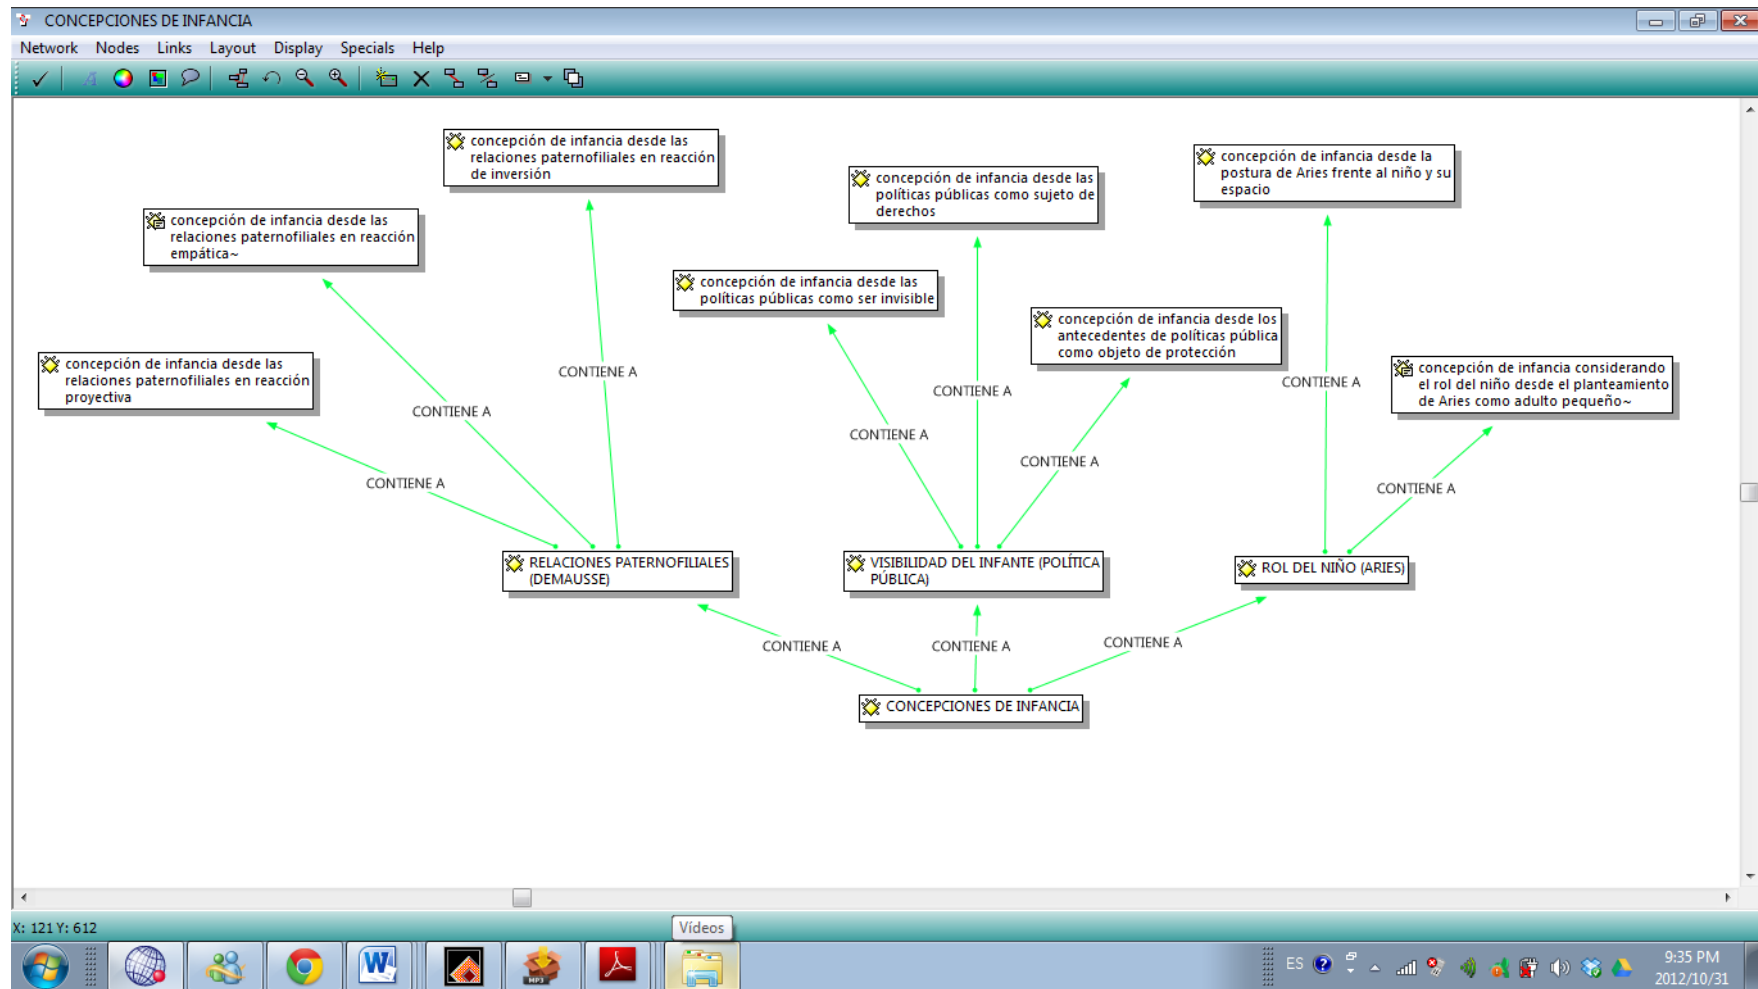 CONCEPCIONES DE INFANCIA
Network Nodes Links Layout Display Specials Help
concepción de infancia desde las
relaciones paternofiliales en reacción
de inversión
concepción de infancia desde la
postura de Aries frente al niño y su
espacio
concepción de infancia desde las
políticas públicas como sujeto de
derechos
concepción de infancia desde las
relaciones paternofiliales en reacción
empática~
concepción de infancia desde las
políticas públicas como ser invisible
concepción de infancia desde los
antecedentes de políticas pública
como objeto de protección
concepción de infancia desde las
relaciones paternofiliales en reacción
proyectiva
concepción de infancia considerando
el rol del niño desde el planteamiento
de Aries como adulto pequeño~
CONTIENE A
CONTIENE A
CONTIENE A
CONTIENE A
CONTIENE A
CONTIENE A
CONTIENE A
CONTIENE A
RELACIONES PATERNOFILIALES
(DEMAUSSE)
VISIBILIDAD DEL INFANTE (POLÍTICA
PÚBLICA)
ROL DEL NIÑO (ARIES)
CONTIENE A
CONTIENE A
CONTIENE A
CONCEPCIONES DE INFANCIA
X: 121 Y: 612
Vídeos
W
MP3
ES
9:35 PM
2012/10/31